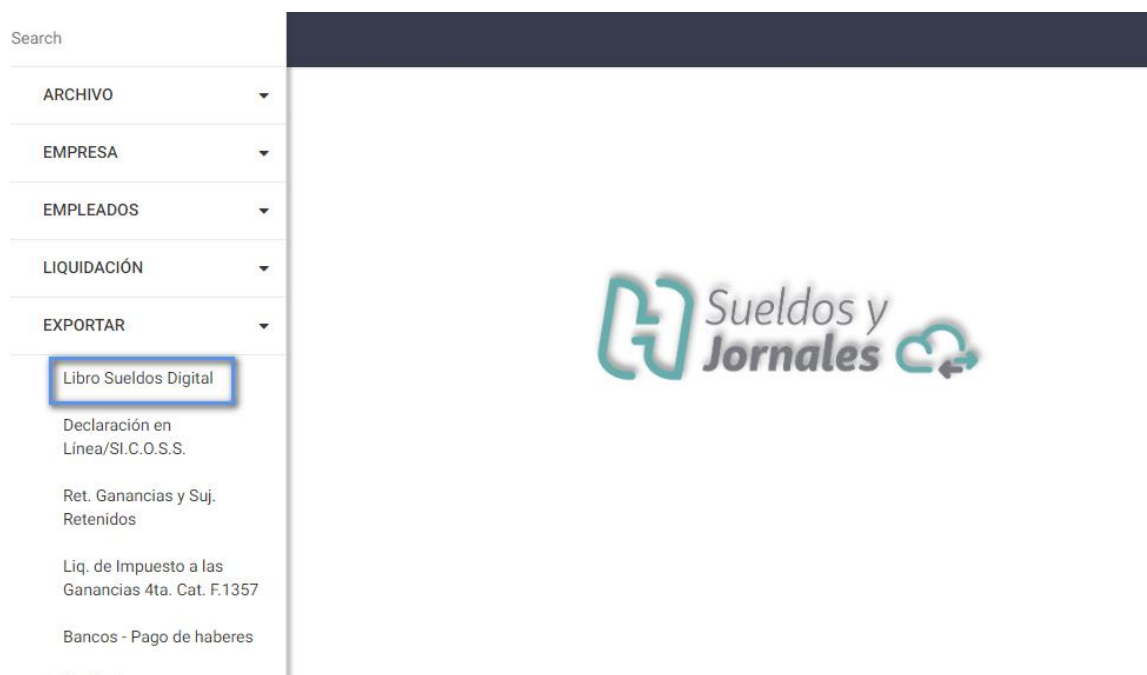 Search
ARCHIVO
EMPRESA
EMPLEADOS
LIQUIDACIÓN
EXPORTAR
Libro Sueldos Digital
Declaración en
Línea/SI.C.O.S.S.
Ret. Ganancias y Suj.
Retenidos
Liq. de Impuesto a las
Ganancias 4ta. Cat. F.1357
Bancos - Pago de haberes
Sueldos y
Jornales